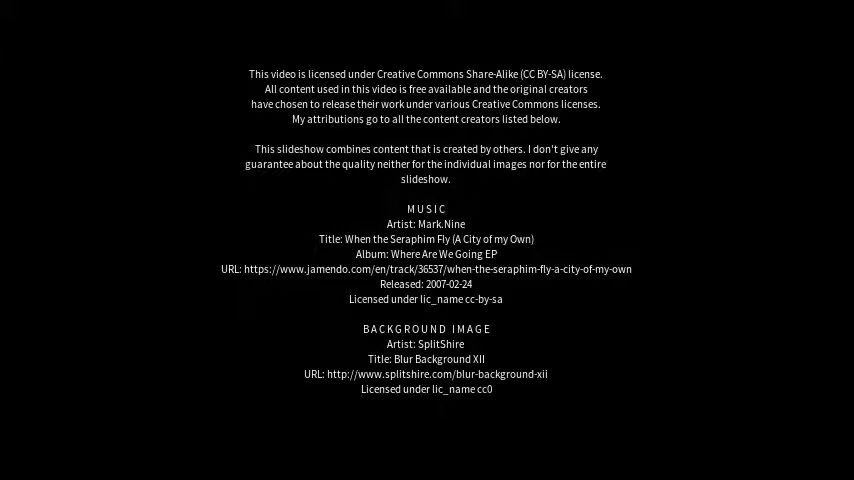 This video is licensed under Creative Commons Share-Alike (CC BY-SA) license.
All content used in this video is free available and the original creators
have chosen to release their work under various Creative Commons licenses.
My attributions go to all the content creators listed below.
This slideshow combines content that is created by others. I don't give any
guarantee about the quality neither for the individual images nor for the entire
slideshow.
MUSIC
Artist: Mark.Nine
Title: When the Seraphim Fly (A City of my Own)
Album: Where Are We Going EP
URL: https://www.jamendo.com/en/track/36537/when-the-seraphim-fly-a-city-of-my-own
Released: 2007-02-24
Licensed under lic_name cc-by-sa
BACKGROUND IMAGE
Artist: SplitShire
Title: Blur Background XII
URL: http://www.splitshire.com/blur-background-xii
Licensed under lic_name cc0